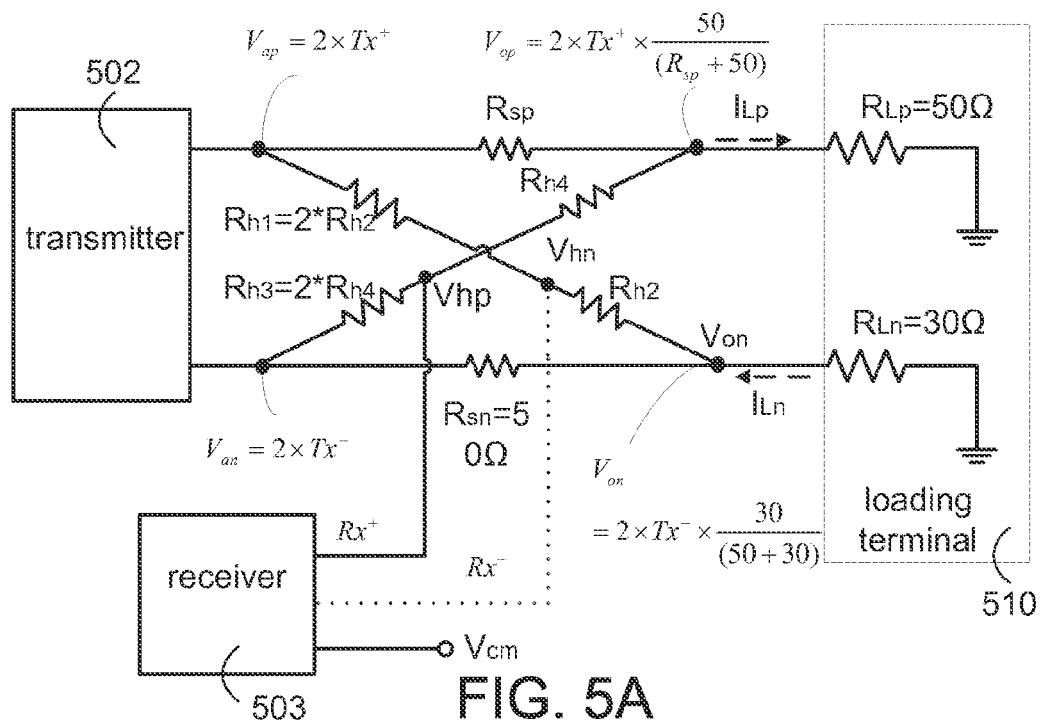 V_ap = 2 × Tx⁺
V_op = 2 × Tx⁺ × 50/(R_sp + 50)
502
Rsp
ILp
RLp=50Ω
Rh4
transmitter
Rh1=2*Rh2
Vhn
Rh3=2*Rh4
Vhp
Rh2
Von
RLn=30Ω
Rsn=5
0Ω
ILn
V_an = 2 × Tx⁻
V_on
= 2 × Tx⁻ × 30/(50 + 30)
loading
terminal
Rx⁺
receiver
Rx⁻
510
Vcm
503
FIG. 5A